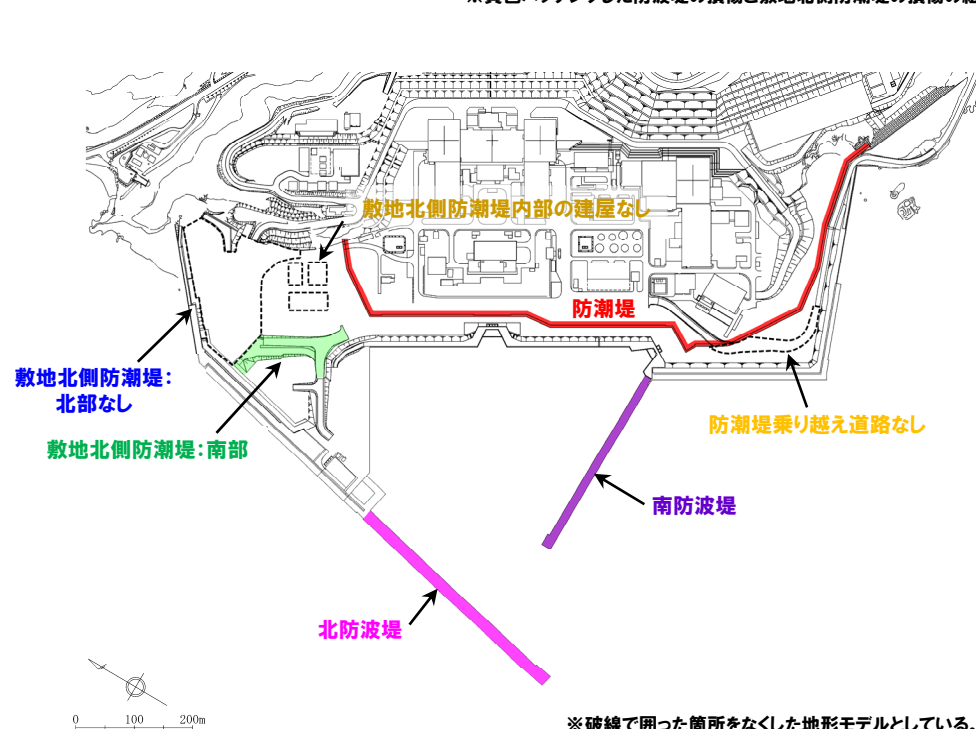 敷地北側防潮堤内部の建屋なし
防潮堤
敷地北側防潮堤:
北部なし
敷地北側防潮堤:南部
防潮堤乗り越え道路なし
南防波堤
北防波堤
0 100 200m
※破線で囲った箇所をなくした地形モデルとしている。